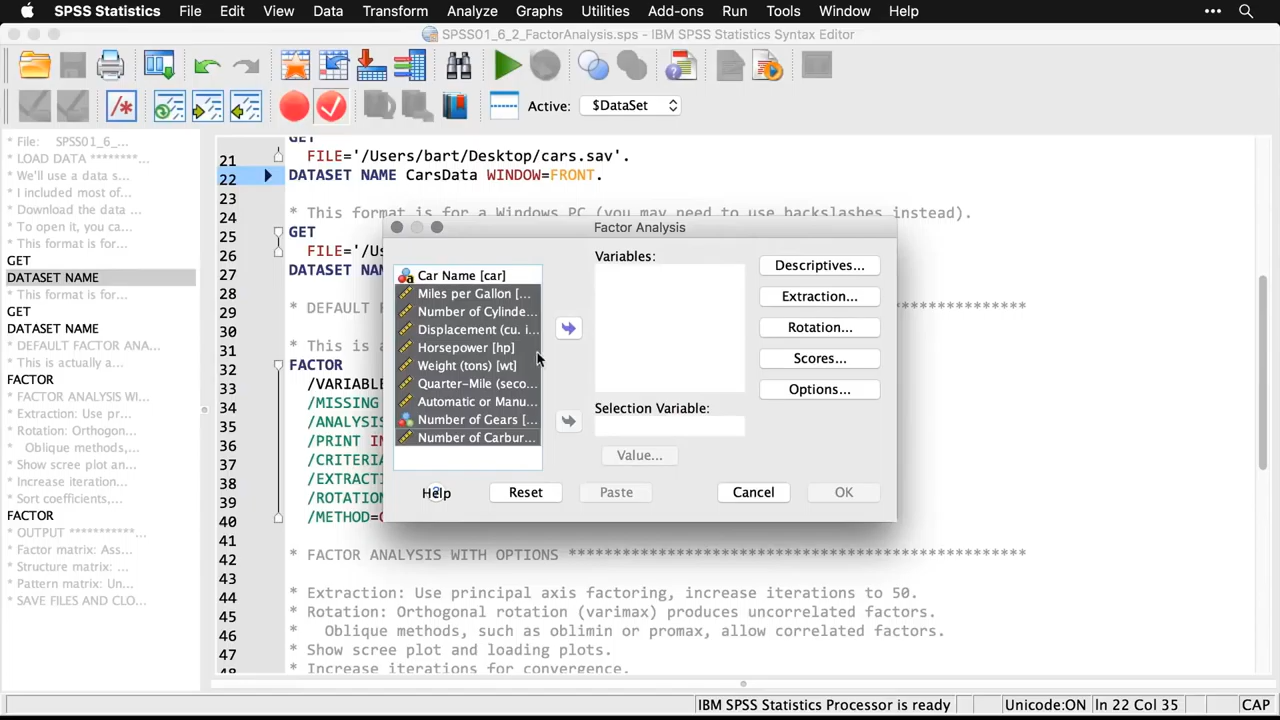 SPSS Statistics File Edit View Data Transform Analyze Graphs Utilities Add-ons Run Tools Window Help
SPSS01_6_2_FactorAnalysis.sps - IBM SPSS Statistics Syntax Editor
Active: $DataSet
* File: SPSS01_6_...
* LOAD DATA ********...
* We'll use a data s...
* I included most of...
* Download the data ...
* To open it, you ca...
* This format is for...
GET
DATASET NAME
* This format is for...
GET
DATASET NAME
* DEFAULT FACTOR ANA...
* This is actually a...
FACTOR
* FACTOR ANALYSIS WI...
* Extraction: Use pr...
* Rotation: Orthogon...
* Oblique methods,...
* Show scree plot an...
* Increase iteration...
* Sort coefficients,...
FACTOR
* OUTPUT ***********...
* Factor matrix: Ass...
* Structure matrix: ...
* Pattern matrix: Un...
* SAVE FILES AND CLO...
GET
21 FILE='/Users/bart/Desktop/cars.sav'.
22 DATASET NAME CarsData WINDOW=FRONT.
23
24 * This format is for a Windows PC (you may need to use backslashes instead).
25 GET
26 FILE='/Us
27 DATASET NAM
28
29 * DEFAULT F ********************
30
31 * This is a
32 FACTOR
33 /VARIABLE
34 /MISSING
35 /ANALYSIS
36 /PRINT IN
37 /CRITERIA
38 /EXTRACTI
39 /ROTATION
40 /METHOD=C
41
42 * FACTOR ANALYSIS WITH OPTIONS **************************************************
43
44 * Extraction: Use principal axis factoring, increase iterations to 50.
45 * Rotation: Orthogonal rotation (varimax) produces uncorrelated factors.
46 * Oblique methods, such as oblimin or promax, allow correlated factors.
47 * Show scree plot and loading plots.
48 * Increase iterations for convergence.
Factor Analysis
Car Name [car]
Miles per Gallon [...
Number of Cylinde...
Displacement (cu. i...
Horsepower [hp]
Weight (tons) [wt]
Quarter-Mile (seco...
Automatic or Manu...
Number of Gears [...
Number of Carbur...
Variables:
Selection Variable:
Value...
Descriptives...
Extraction...
Rotation...
Scores...
Options...
Help Reset Paste Cancel OK
IBM SPSS Statistics Processor is ready Unicode:ON In 22 Col 35 CAP